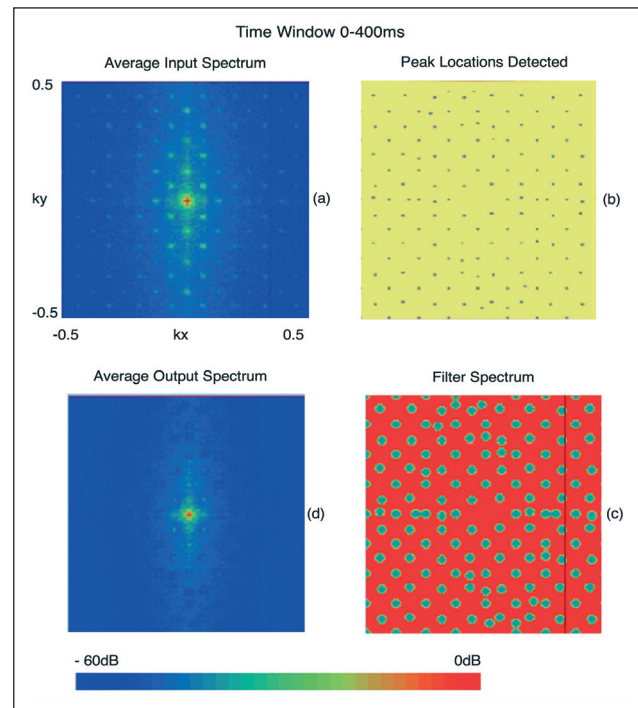 Time Window 0-400ms
Average Input Spectrum
Peak Locations Detected
0.5
ky
(a)
(b)
-0.5
-0.5
kx
0.5
Average Output Spectrum
Filter Spectrum
(d)
(c)
- 60dB
0dB